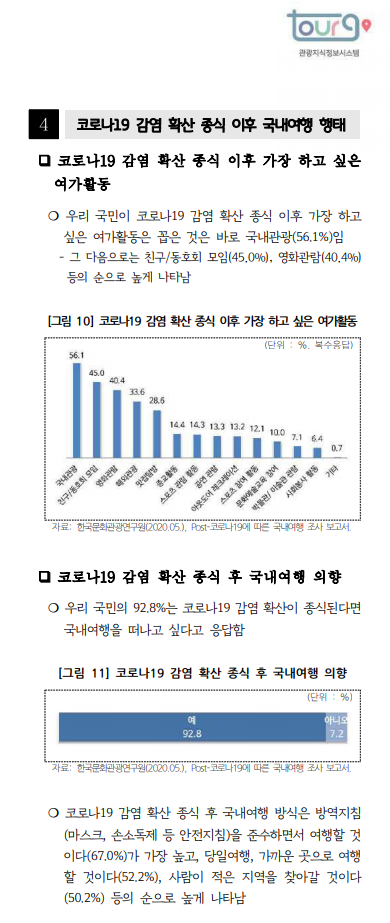 tourgo
관광지식정보시스템
4 코로나19 감염 확산 종식 이후 국내여행 행태
❏ 코로나19 감염 확산 종식 이후 가장 하고 싶은
여가활동
❍ 우리 국민이 코로나19 감염 확산 종식 이후 가장 하고
싶은 여가활동은 꼽은 것은 바로 국내관광(56.1%)임
- 그 다음으로는 친구/동호회 모임(45.0%), 영화관람(40.4%)
등의 순으로 높게 나타남
[그림 10] 코로나19 감염 확산 종식 이후 가장 하고 싶은 여가활동
(단위 : %, 복수응답)
56.1 45.0 40.4 33.6 28.6 14.4 14.3 13.3 13.2 12.1 10.0 7.1 6.4 0.7
국내관광 친구/동호회 모임 영화관람 해외관광 맛집탐방 종교활동 스포츠 관람 활동 공연 관람 아웃도어 레크레이션 스포츠 참여 활동 문화예술교육 참여 박물관/ 미술관 관람 사회봉사 활동 기타
자료: 한국문화관광연구원(2020.05.), Post-코로나19에 따른 국내여행 조사 보고서.
❏ 코로나19 감염 확산 종식 후 국내여행 의향
❍ 우리 국민의 92.8%는 코로나19 감염 확산이 종식된다면
국내여행을 떠나고 싶다고 응답함
[그림 11] 코로나19 감염 확산 종식 후 국내여행 의향
(단위 : %)
예 아니오
92.8 7.2
자료: 한국문화관광연구원(2020.05.), Post-코로나19에 따른 국내여행 조사 보고서.
❍ 코로나19 감염 확산 종식 후 국내여행 방식은 방역지침
(마스크, 손소독제 등 안전지침)을 준수하면서 여행할 것
이다(67.0%)가 가장 높고, 당일여행, 가까운 곳으로 여행
할 것이다(52.2%), 사람이 적은 지역을 찾아갈 것이다
(50.2%) 등의 순으로 높게 나타남